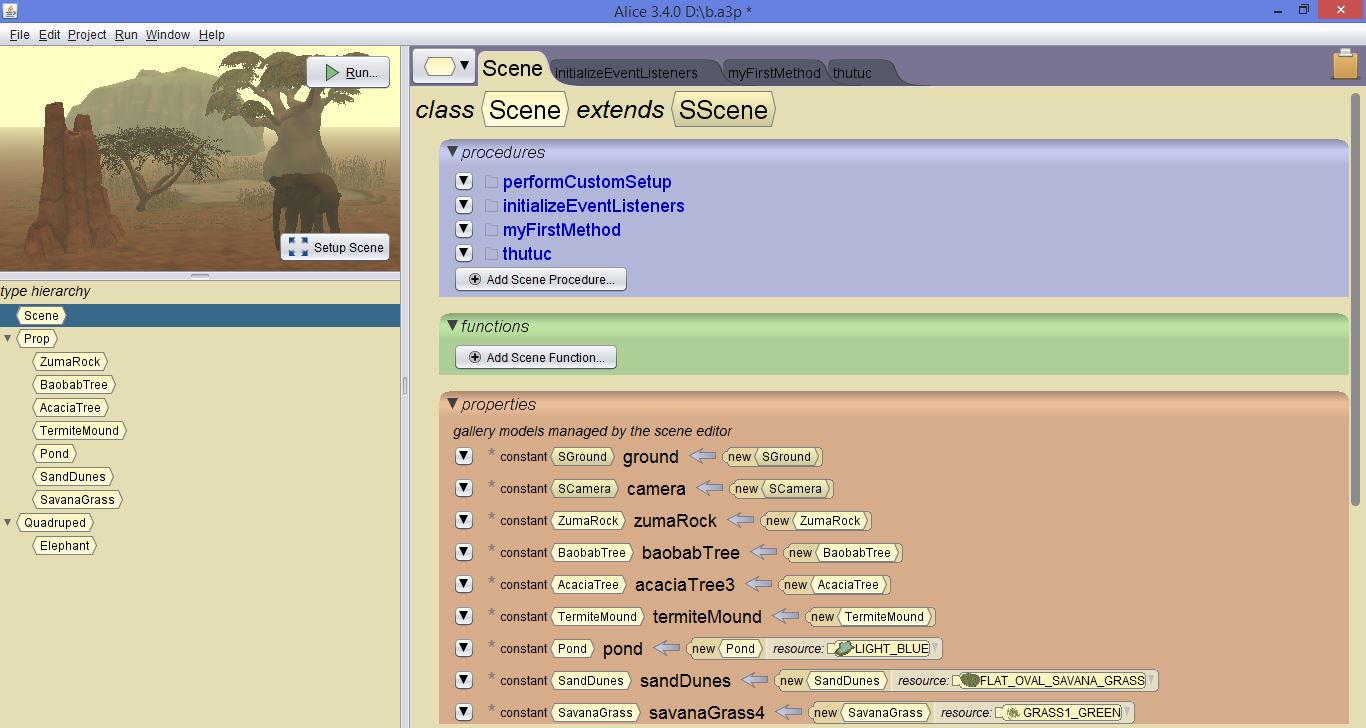 Alice 3.4.0 D:\b.a3p *
File Edit Project Run Window Help
Run...
Setup Scene
type hierarchy
Scene
Prop
ZumaRock
BaobabTree
AcaciaTree
TermiteMound
Pond
SandDunes
SavanaGrass
Quadruped
Elephant
Scene initializeEventListeners myFirstMethod thutuc
class Scene extends SScene
procedures
performCustomSetup
initializeEventListeners
myFirstMethod
thutuc
Add Scene Procedure...
functions
Add Scene Function...
properties
gallery models managed by the scene editor
* constant SGround ground new SGround
* constant SCamera camera new SCamera
* constant ZumaRock zumaRock new ZumaRock
* constant BaobabTree baobabTree new BaobabTree
* constant AcaciaTree acaciaTree3 new AcaciaTree
* constant TermiteMound termiteMound new TermiteMound
* constant Pond pond new Pond resource: LIGHT_BLUE
* constant SandDunes sandDunes new SandDunes resource: FLAT_OVAL_SAVANA_GRASS
* constant SavanaGrass savanaGrass4 new SavanaGrass resource: GRASS1_GREEN